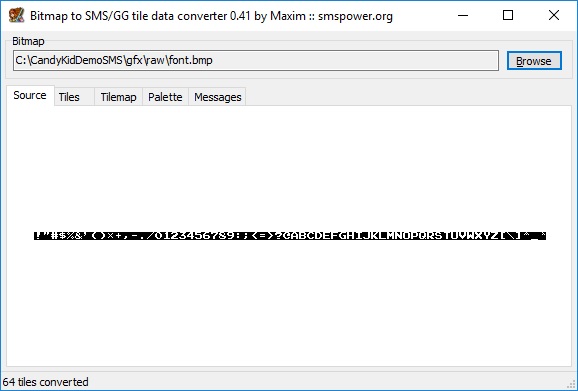 Bitmap to SMS/GG tile data converter 0.41 by Maxim :: smspower.org
Bitmap
C:\CandyKidDemoSMS\gfx\raw\font.bmp
Browse
Source Tiles Tilemap Palette Messages
!"#$%&'()*+,-./0123456789:;<=>?@ABCDEFGHIJKLMNOPQRSTUVWXYZ[\]^_
64 tiles converted